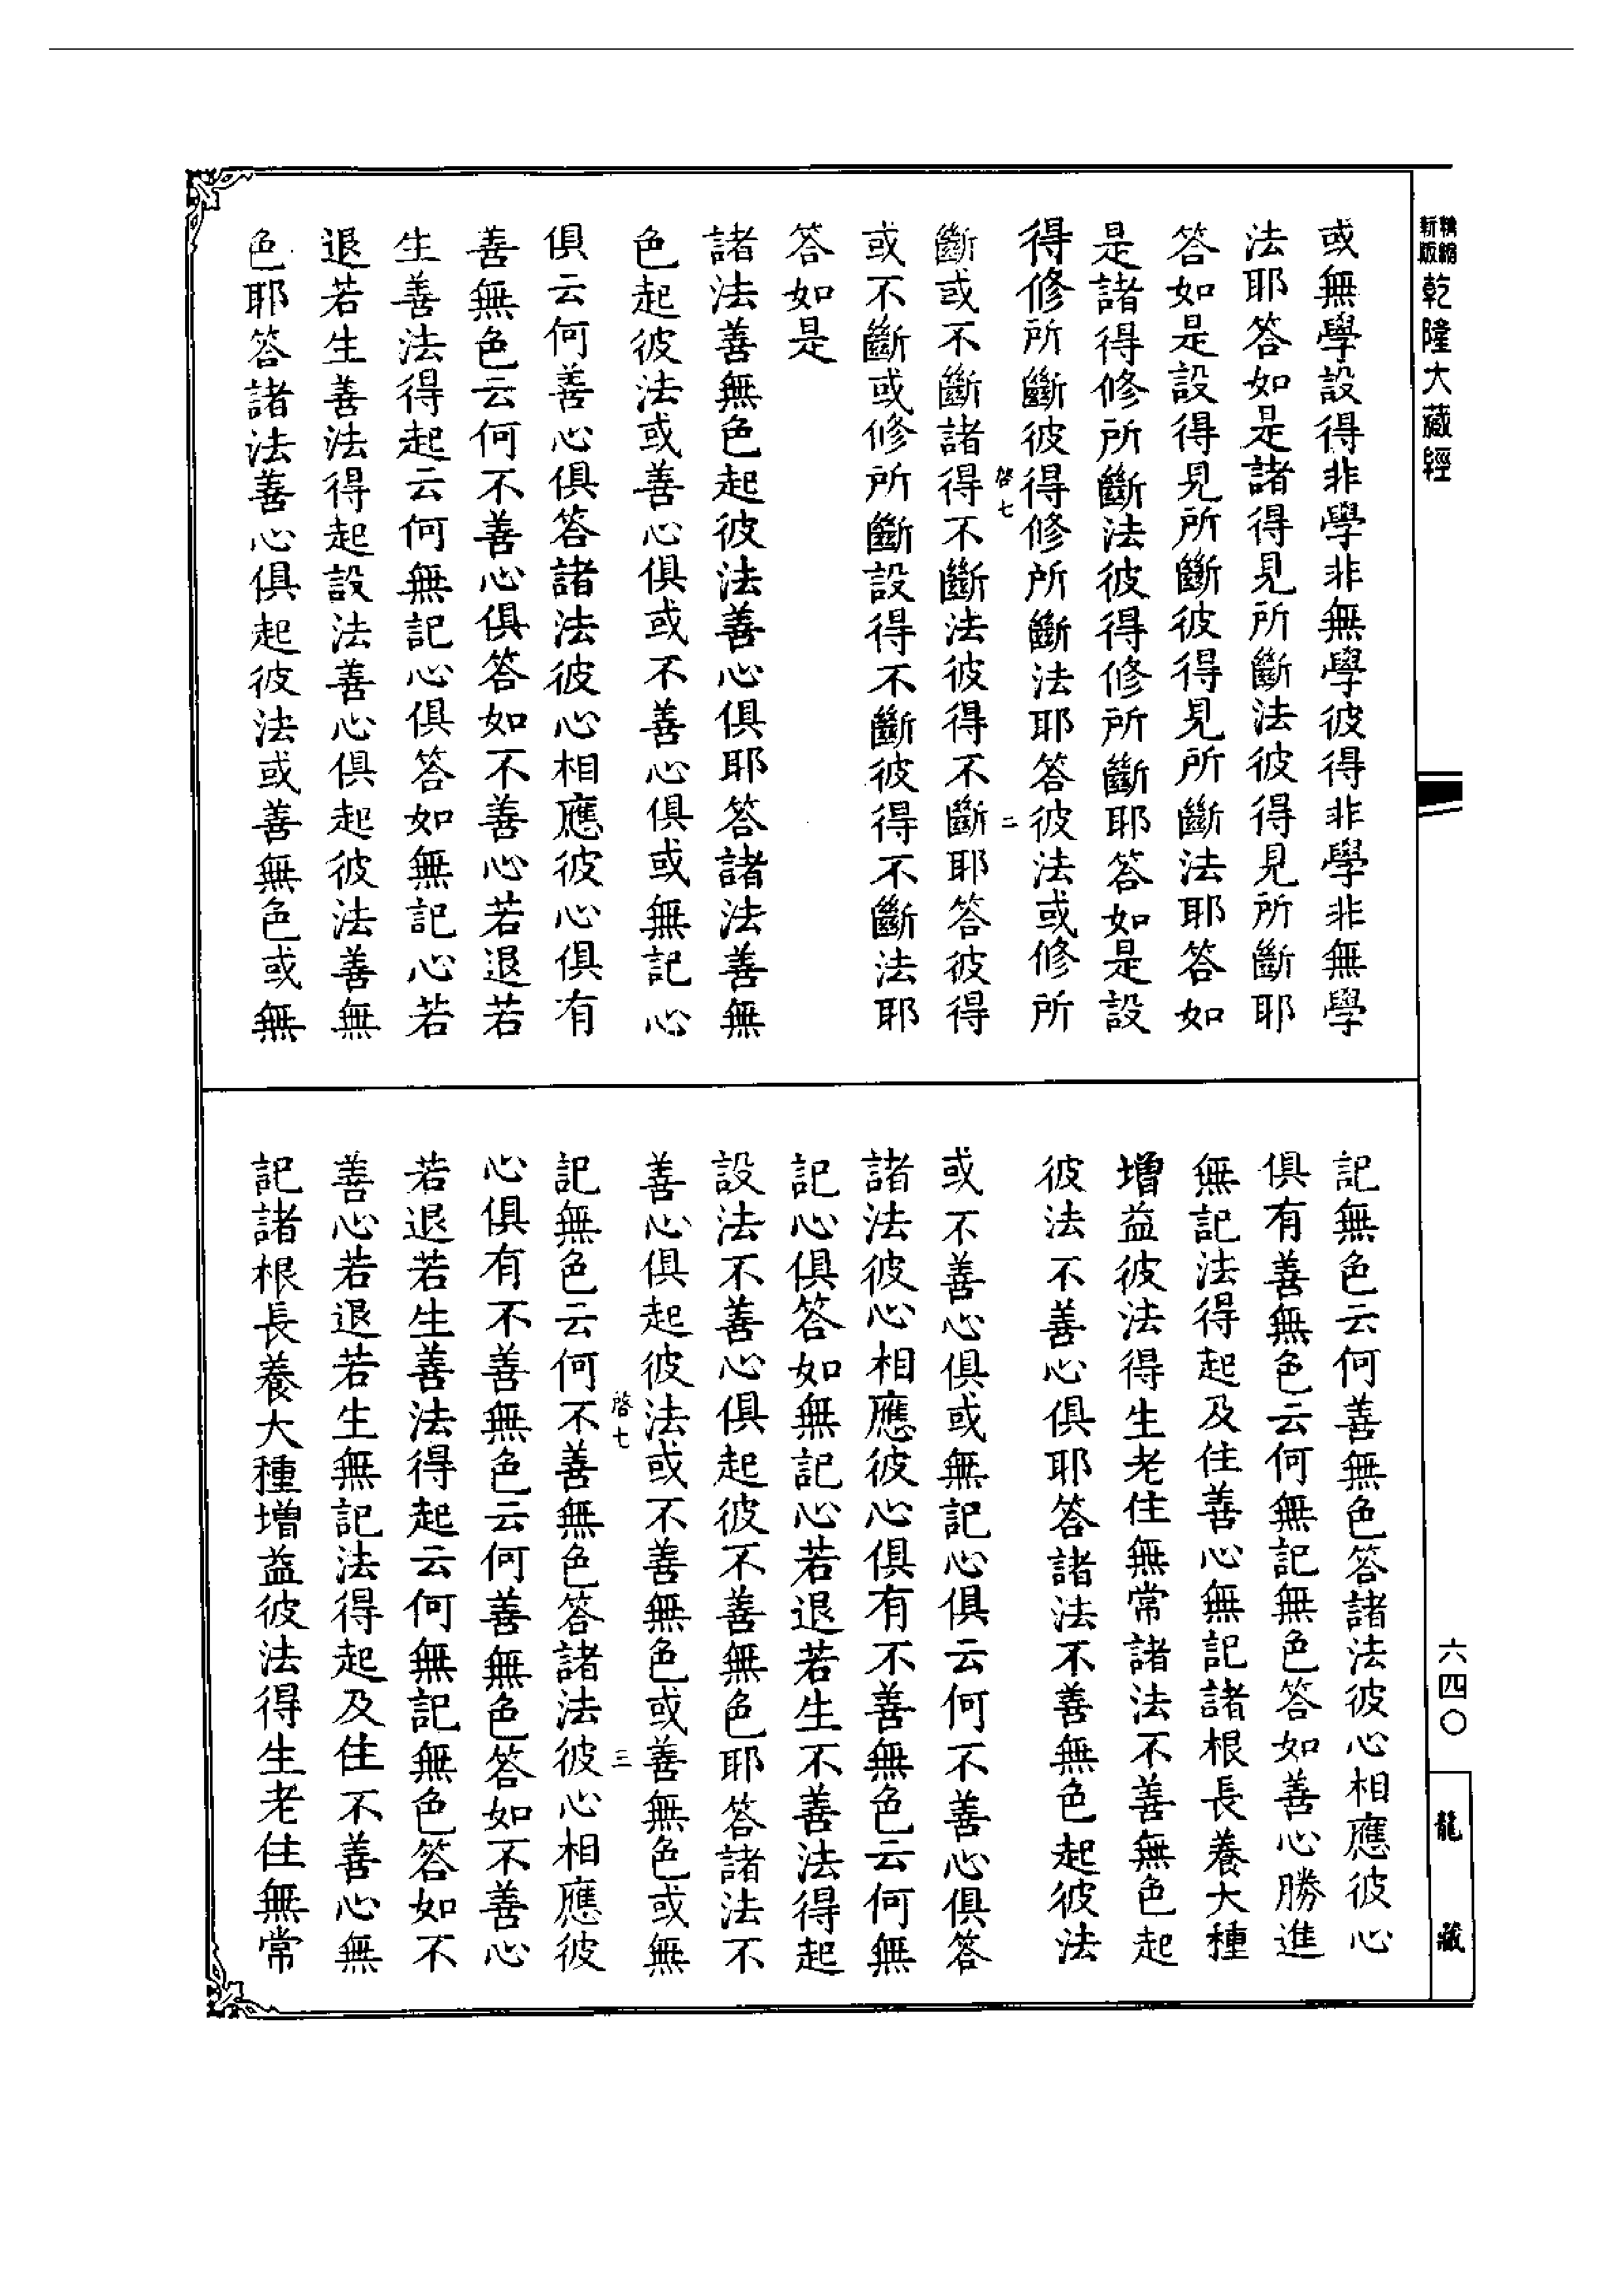 新版
精縮
乾隆大藏經
或無學設得非學非無學彼得非學非無學
法耶答如是諸得見所斷法彼得見所斷耶
答如是設得見所斷彼得見所斷法耶答如
是諸得修所斷法彼得修所斷耶答如是設
得修所斷彼得修所斷法耶答彼法或修所
啓七
二
斷或不斷諸得不斷法彼得不斷耶答彼得
或不斷或修所斷設得不斷彼得不斷法耶
答如是
諸法善無色起彼法善心俱耶答諸法善無
色起彼法或善心俱或不善心俱或無記心
俱云何善心俱答諸法彼心相應彼心俱有
善無色云何不善心俱答如不善心若退若
生善法得起云何無記心俱答如無記心若
退若生善法得起設法善心俱起彼法善無
色耶答諸法善心俱起彼法或善無色或無
記無色云何善無色答諸法彼心相應彼心
俱有善無色云何無記無色答如善心勝進
無記法得起及住善心無記諸根長養大種
增益彼法得生老住無常諸法不善無色起
彼法不善心俱耶答諸法不善無色起彼法
或不善心俱或無記心俱云何不善心俱答
諸法彼心相應彼心俱有不善無色云何無
記心俱答如無記心若退若生不善法得起
設法不善心俱起彼不善無色耶答諸法不
善心俱起彼法或不善無色或善無色或無
啓七
三
記無色云何不善無色答諸法彼心相應彼
心俱有不善無色云何善無色答如不善心
若退若生善法得起云何無記無色答如不
善心若退若生無記法得起及住不善心無
記諸根長養大種增益彼法得生老住無常
六四〇
龍藏